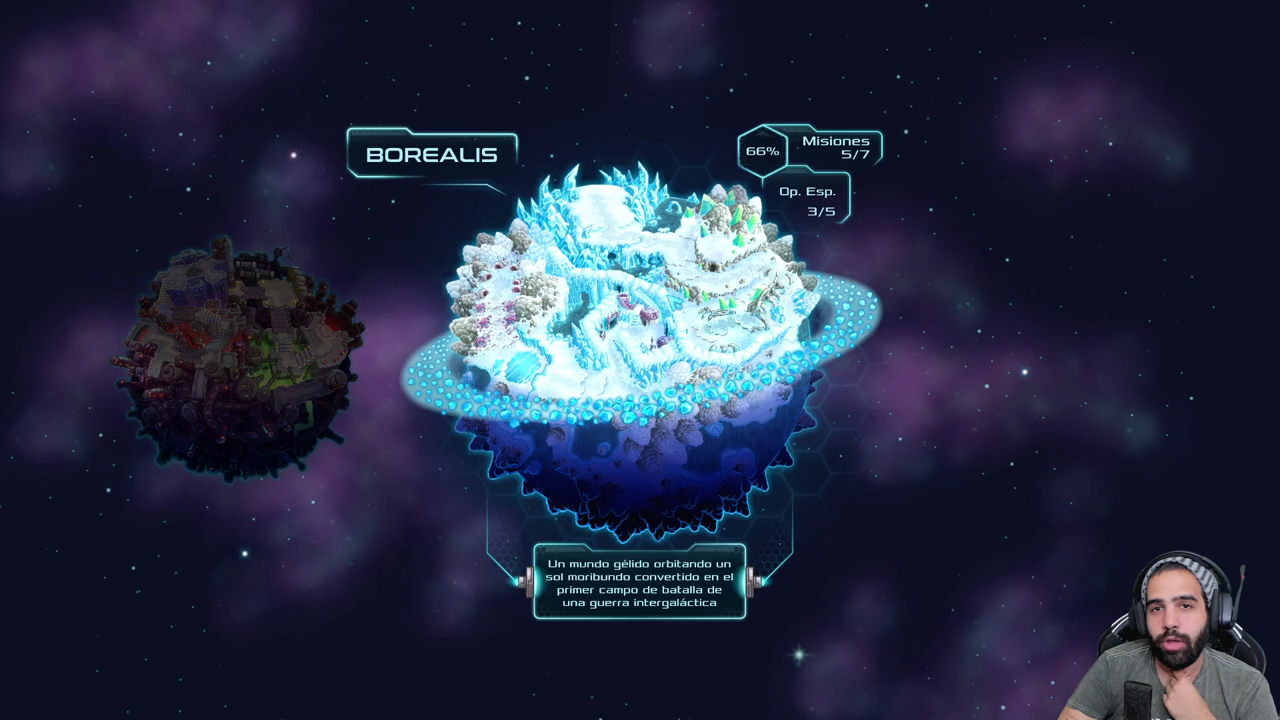 BOREALIS
66%
Misiones
5/7
Op. Esp.
3/5
Un mundo gélido orbitando un
sol moribundo convertido en el
primer campo de batalla de
una guerra intergaláctica